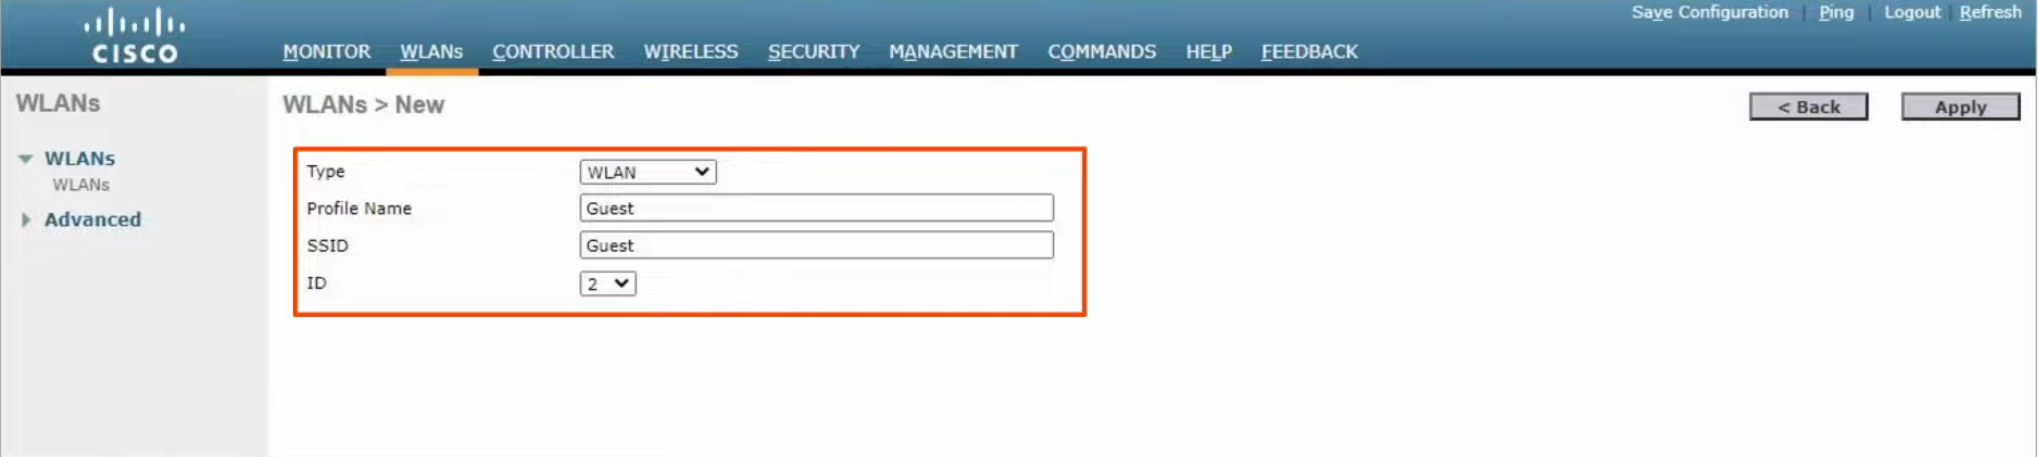 Save Configuration Ping Logout Refresh
CISCO
MONITOR WLANs CONTROLLER WIRELESS SECURITY MANAGEMENT COMMANDS HELP FEEDBACK
WLANs
WLANs > New
< Back Apply
WLANs
WLANs
Advanced
Type WLAN
Profile Name Guest
SSID Guest
ID 2